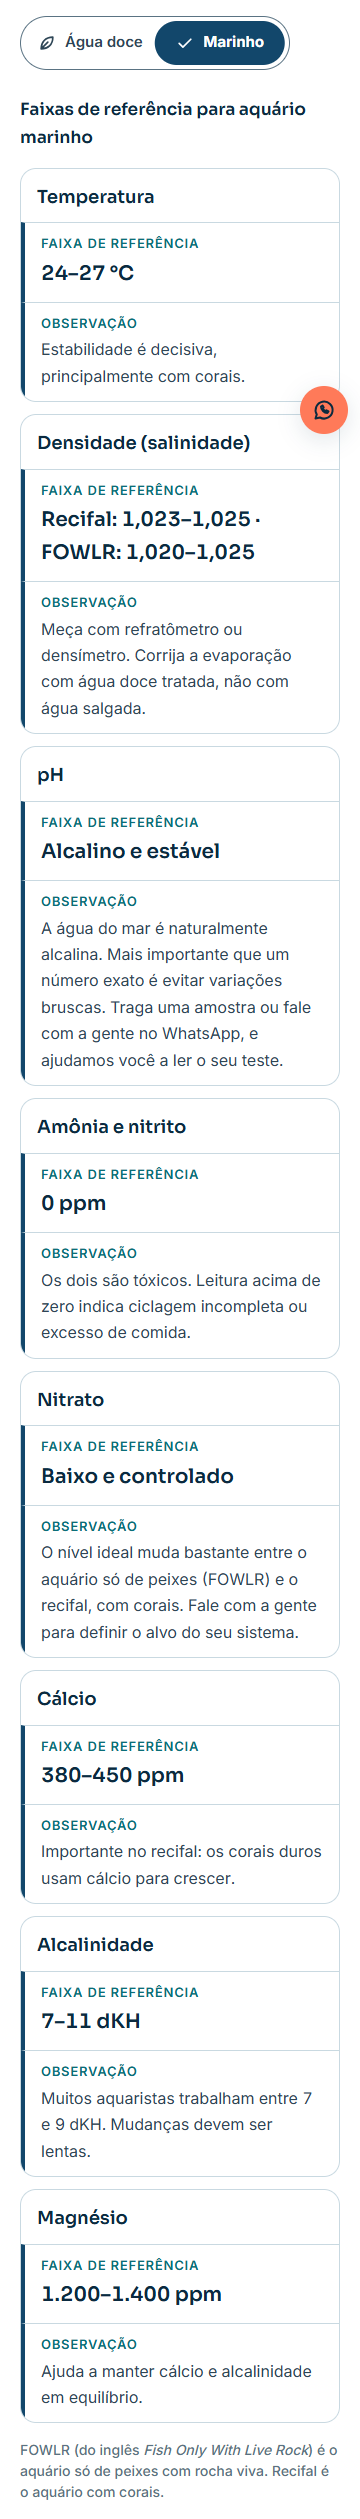 Água doce
Marinho
Faixas de referência para aquário
marinho
Temperatura
FAIXA DE REFERÊNCIA
24–27 °C
OBSERVAÇÃO
Estabilidade é decisiva,
principalmente com corais.
Densidade (salinidade)
FAIXA DE REFERÊNCIA
Recifal: 1,023–1,025 ·
FOWLR: 1,020–1,025
OBSERVAÇÃO
Meça com refratômetro ou
densímetro. Corrija a evaporação
com água doce tratada, não com
água salgada.
pH
FAIXA DE REFERÊNCIA
Alcalino e estável
OBSERVAÇÃO
A água do mar é naturalmente
alcalina. Mais importante que um
número exato é evitar variações
bruscas. Traga uma amostra ou fale
com a gente no WhatsApp, e
ajudamos você a ler o seu teste.
Amônia e nitrito
FAIXA DE REFERÊNCIA
0 ppm
OBSERVAÇÃO
Os dois são tóxicos. Leitura acima de
zero indica ciclagem incompleta ou
excesso de comida.
Nitrato
FAIXA DE REFERÊNCIA
Baixo e controlado
OBSERVAÇÃO
O nível ideal muda bastante entre o
aquário só de peixes (FOWLR) e o
recifal, com corais. Fale com a gente
para definir o alvo do seu sistema.
Cálcio
FAIXA DE REFERÊNCIA
380–450 ppm
OBSERVAÇÃO
Importante no recifal: os corais duros
usam cálcio para crescer.
Alcalinidade
FAIXA DE REFERÊNCIA
7–11 dKH
OBSERVAÇÃO
Muitos aquaristas trabalham entre 7
e 9 dKH. Mudanças devem ser
lentas.
Magnésio
FAIXA DE REFERÊNCIA
1.200–1.400 ppm
OBSERVAÇÃO
Ajuda a manter cálcio e alcalinidade
em equilíbrio.
FOWLR (do inglês Fish Only With Live Rock) é o
aquário só de peixes com rocha viva. Recifal é
o aquário com corais.